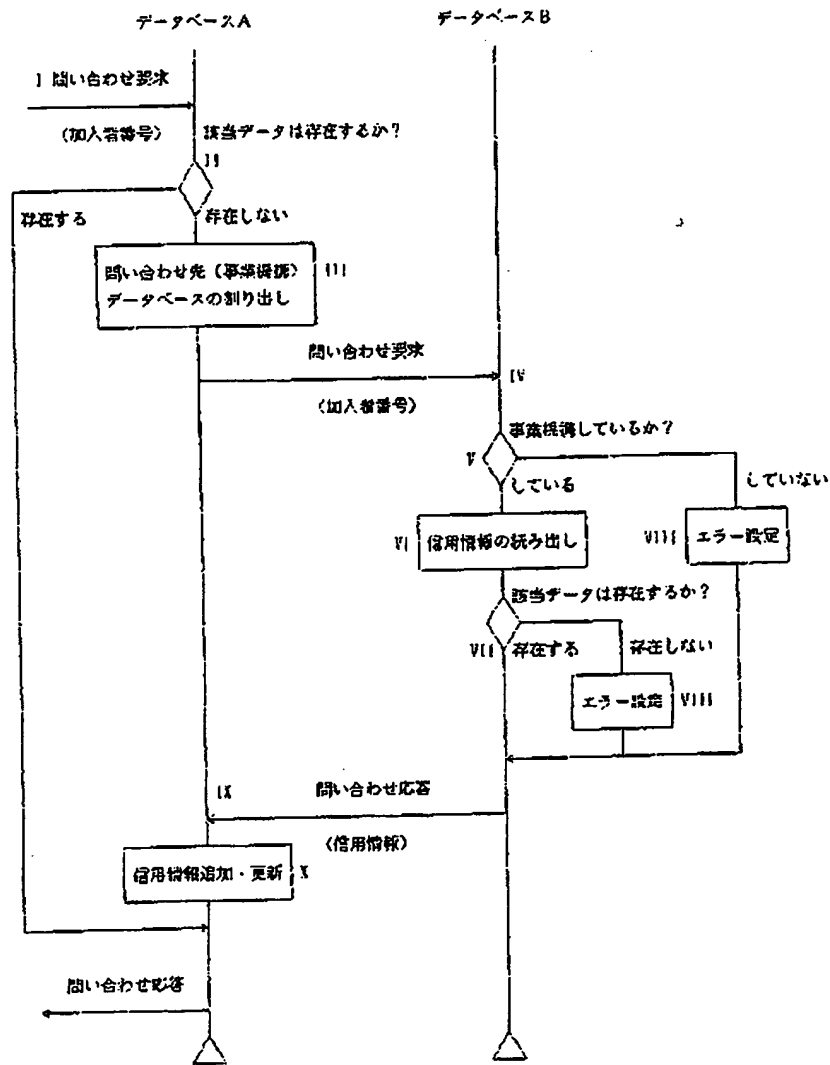 データベースA
データベースB
I 問い合わせ要求
(加入者番号)
該当データは存在するか?
II
存在する
存在しない
問い合わせ先(事業提携)
データベースの割り出し
III
問い合わせ要求
IV
(加入者番号)
事業提携しているか?
V
している
していない
VI
信用情報の読み出し
VIII
エラー設定
該当データは存在するか?
VII
存在する
存在しない
エラー設定
VIII
IX
問い合わせ応答
(信用情報)
信用情報追加・更新
X
問い合わせ応答